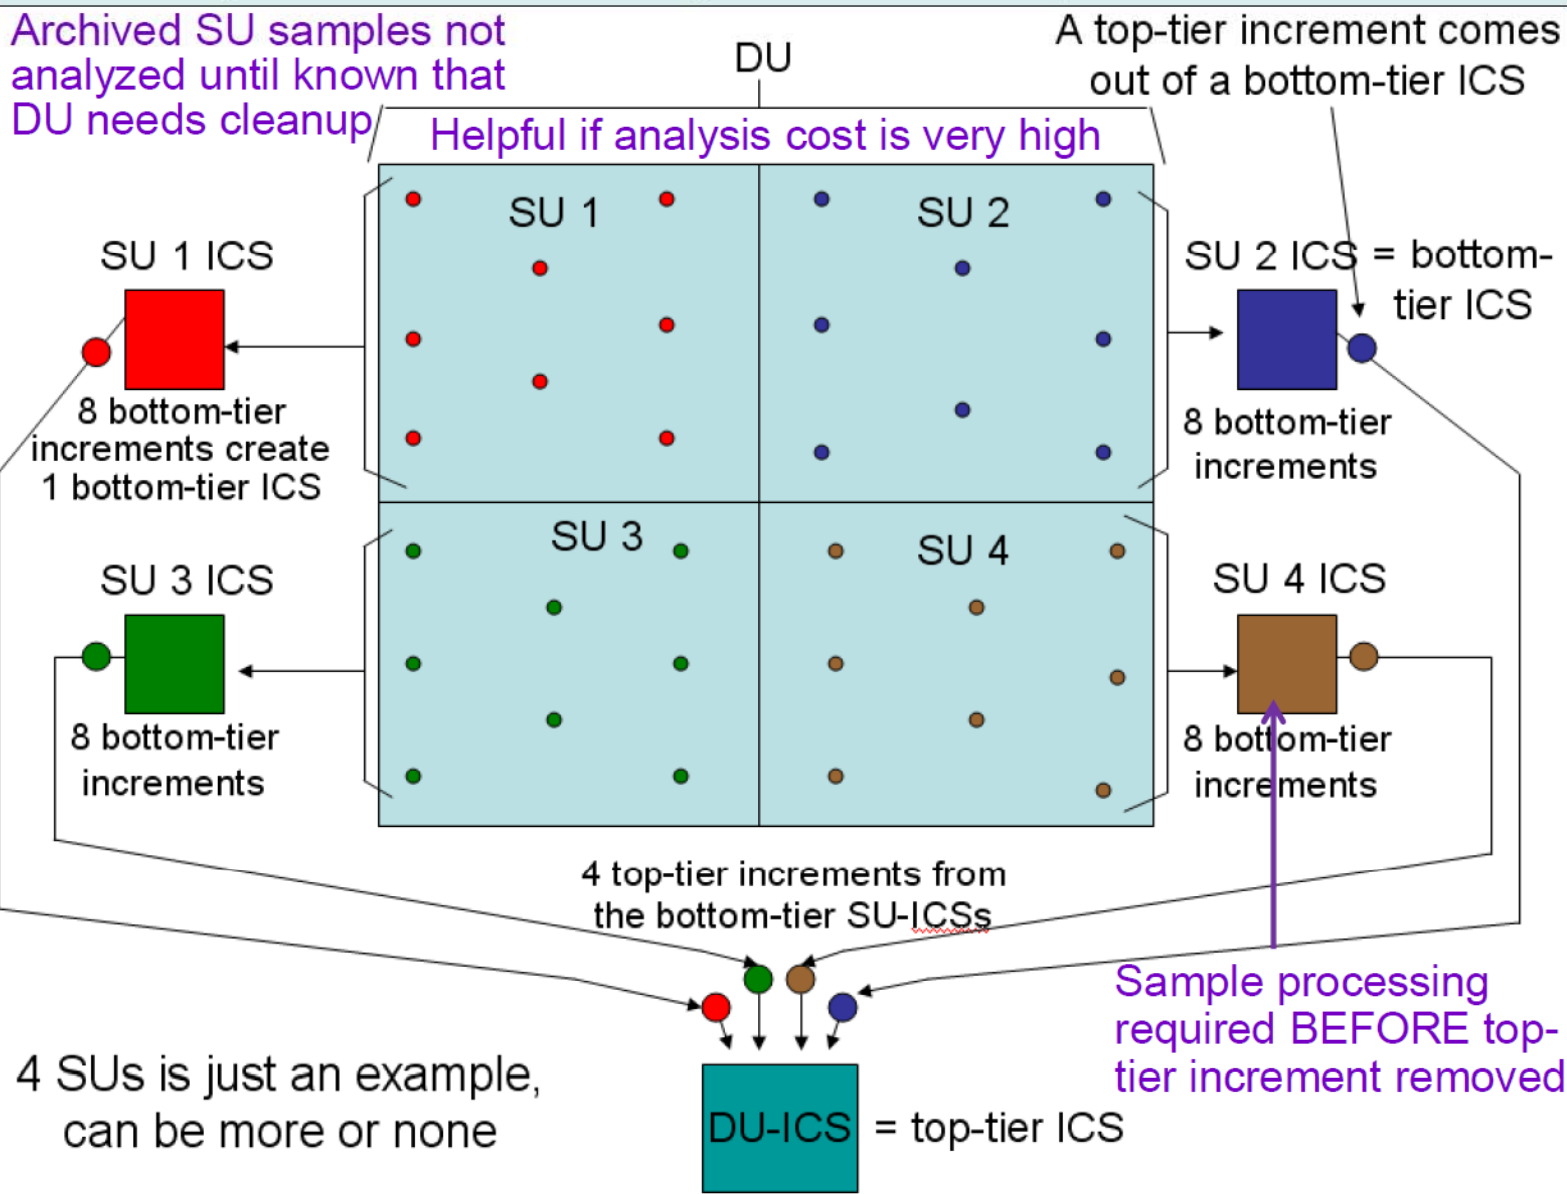 Archived SU samples not
analyzed until known that
DU needs cleanup
DU
A top-tier increment comes
out of a bottom-tier ICS
Helpful if analysis cost is very high
SU 1
SU 2
SU 1 ICS
8 bottom-tier
increments create
1 bottom-tier ICS
SU 2 ICS = bottom-
tier ICS
8 bottom-tier
increments
SU 3
SU 4
SU 3 ICS
8 bottom-tier
increments
SU 4 ICS
8 bottom-tier
increments
4 top-tier increments from
the bottom-tier SU-ICSs
Sample processing
required BEFORE top-
tier increment removed
4 SUs is just an example,
can be more or none
DU-ICS = top-tier ICS